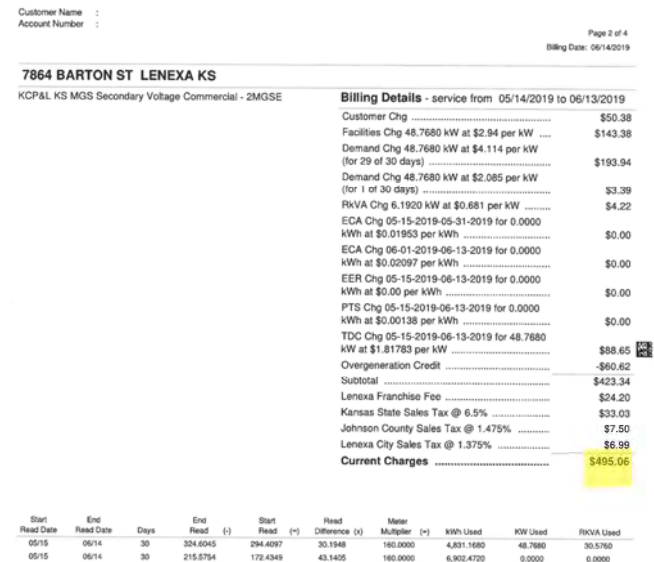 Customer Name :
Account Number :
Page 2 of 4
Billing Date: 06/14/2019
7864 BARTON ST LENEXA KS
KCP&L KS MGS Secondary Voltage Commercial - 2MGSE
Billing Details - service from 05/14/2019 to 06/13/2019
Customer Chg ........ $50.38
Facilities Chg 48.7680 kW at $2.94 per kW .... $143.38
Demand Chg 48.7680 kW at $4.114 per kW
(for 29 of 30 days) ........ $193.94
Demand Chg 48.7680 kW at $2.085 per kW
(for 1 of 30 days) ........ $3.39
RkVA Chg 6.1920 kW at $0.681 per kW ........ $4.22
ECA Chg 05-15-2019-05-31-2019 for 0.0000
kWh at $0.01953 per kWh ........ $0.00
ECA Chg 06-01-2019-06-13-2019 for 0.0000
kWh at $0.02097 per kWh ........ $0.00
EER Chg 05-15-2019-06-13-2019 for 0.0000
kWh at $0.00 per kWh ........ $0.00
PTS Chg 05-15-2019-06-13-2019 for 0.0000
kWh at $0.00138 per kWh ........ $0.00
TDC Chg 05-15-2019-06-13-2019 for 48.7680
kW at $1.81783 per kW ........ $88.65
Overgeneration Credit ........ -$60.62
Subtotal ........ $423.34
Lenexa Franchise Fee ........ $24.20
Kansas State Sales Tax @ 6.5% ........ $33.03
Johnson County Sales Tax @ 1.475% ........ $7.50
Lenexa City Sales Tax @ 1.375% ........ $6.99
Current Charges ........ $495.06
Start End End Start Read Meter
Read Date Read Date Days Read (-) Read (=) Difference (x) Multiplier (=) kWh Used KW Used RKVA Used
05/15 06/14 30 324.6045 294.4097 30.1948 160.0000 4,831.1680 48.7680 30.5760
05/15 06/14 30 215.5754 172.4349 43.1405 160.0000 6,902.4720 0.0000 0.0000